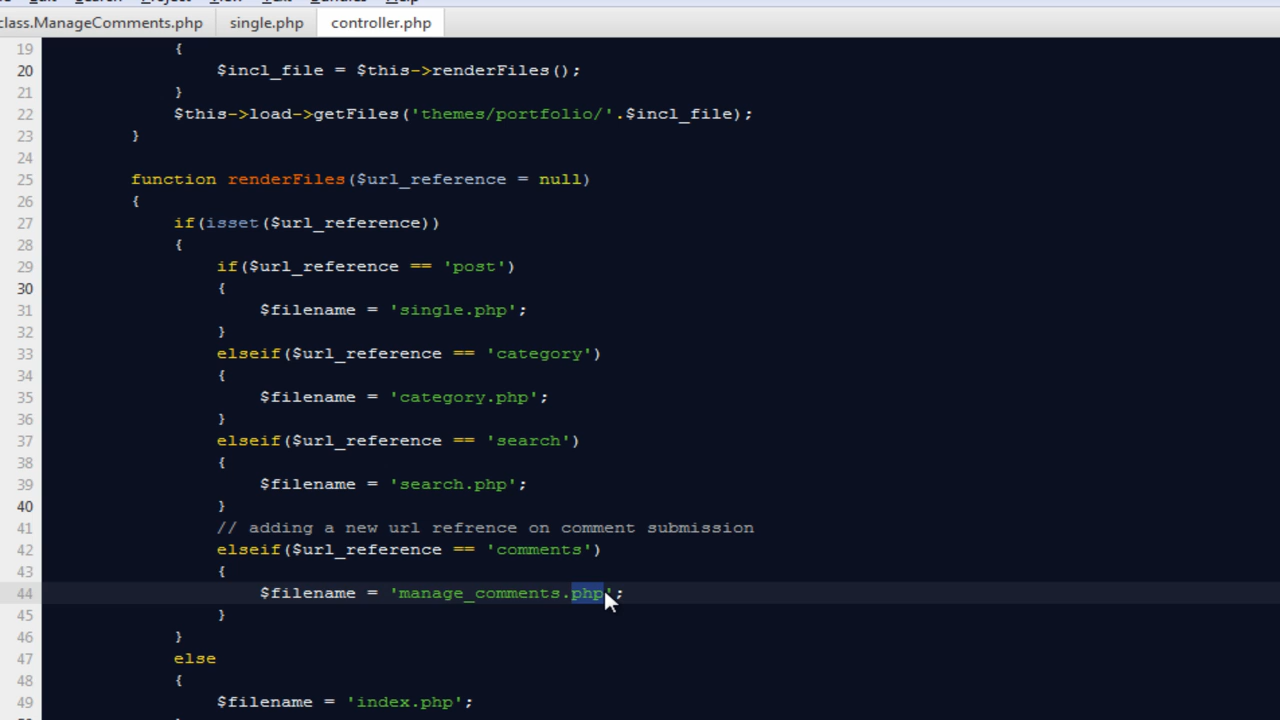 class.ManageComments.php single.php controller.php
19 {
20 $incl_file = $this->renderFiles();
21 }
22 $this->load->getFiles('themes/portfolio/'.$incl_file);
23 }
24
25 function renderFiles($url_reference = null)
26 {
27 if(isset($url_reference))
28 {
29 if($url_reference == 'post')
30 {
31 $filename = 'single.php';
32 }
33 elseif($url_reference == 'category')
34 {
35 $filename = 'category.php';
36 }
37 elseif($url_reference == 'search')
38 {
39 $filename = 'search.php';
40 }
41 // adding a new url refrence on comment submission
42 elseif($url_reference == 'comments')
43 {
44 $filename = 'manage_comments.php';
45 }
46 }
47 else
48 {
49 $filename = 'index.php';